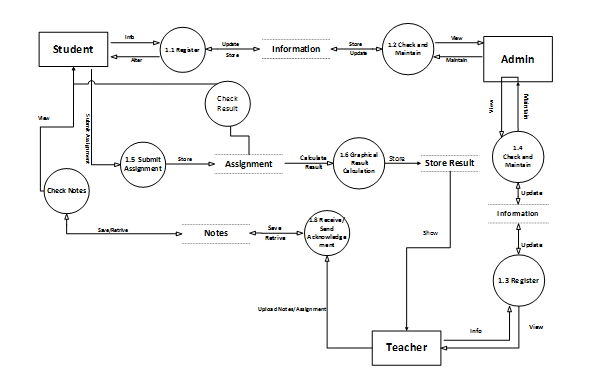 Student
Info
Alter
1.1 Register
Update
Store
Information
Store
Update
1.2 Check and
Maintain
View
Maintain
Admin
View
Submit Assignment
Check
Result
View
Maintain
1.5 Submit
Assignment
Store
Assignment
Calculate
Result
1.6 Graphical
Result
Calculation
Store
Store Result
1.4
Check and
Maintain
Check Notes
Update
Information
Save/Retrive
Notes
Save
Retrive
1.8 Receive/
Send
Acknowledge
ment
Show
Update
1.3 Register
Upload Notes/Assignment
Teacher
Info
View